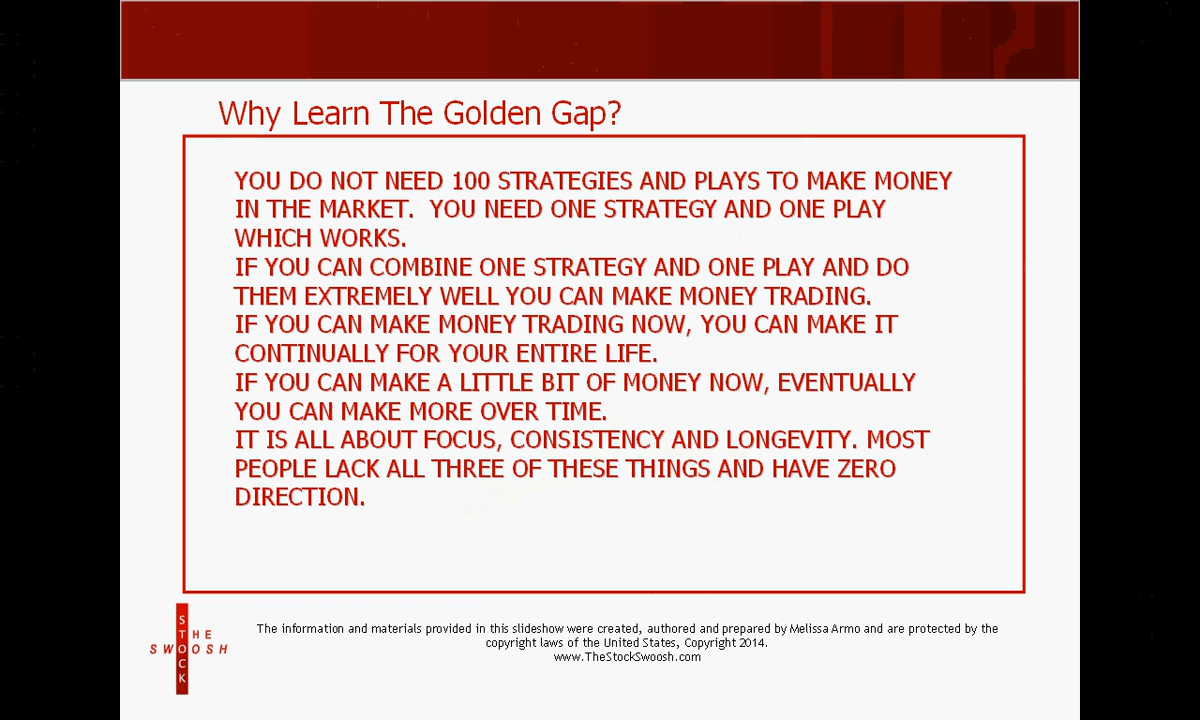 Why Learn The Golden Gap?
YOU DO NOT NEED 100 STRATEGIES AND PLAYS TO MAKE MONEY
IN THE MARKET.  YOU NEED ONE STRATEGY AND ONE PLAY
WHICH WORKS.
IF YOU CAN COMBINE ONE STRATEGY AND ONE PLAY AND DO
THEM EXTREMELY WELL YOU CAN MAKE MONEY TRADING.
IF YOU CAN MAKE MONEY TRADING NOW, YOU CAN MAKE IT
CONTINUALLY FOR YOUR ENTIRE LIFE.
IF YOU CAN MAKE A LITTLE BIT OF MONEY NOW, EVENTUALLY
YOU CAN MAKE MORE OVER TIME.
IT IS ALL ABOUT FOCUS, CONSISTENCY AND LONGEVITY. MOST
PEOPLE LACK ALL THREE OF THESE THINGS AND HAVE ZERO
DIRECTION.
THE
STOCK
SWOOSH
The information and materials provided in this slideshow were created, authored and prepared by Melissa Armo and are protected by the
copyright laws of the United States, Copyright 2014.
www.TheStockSwoosh.com